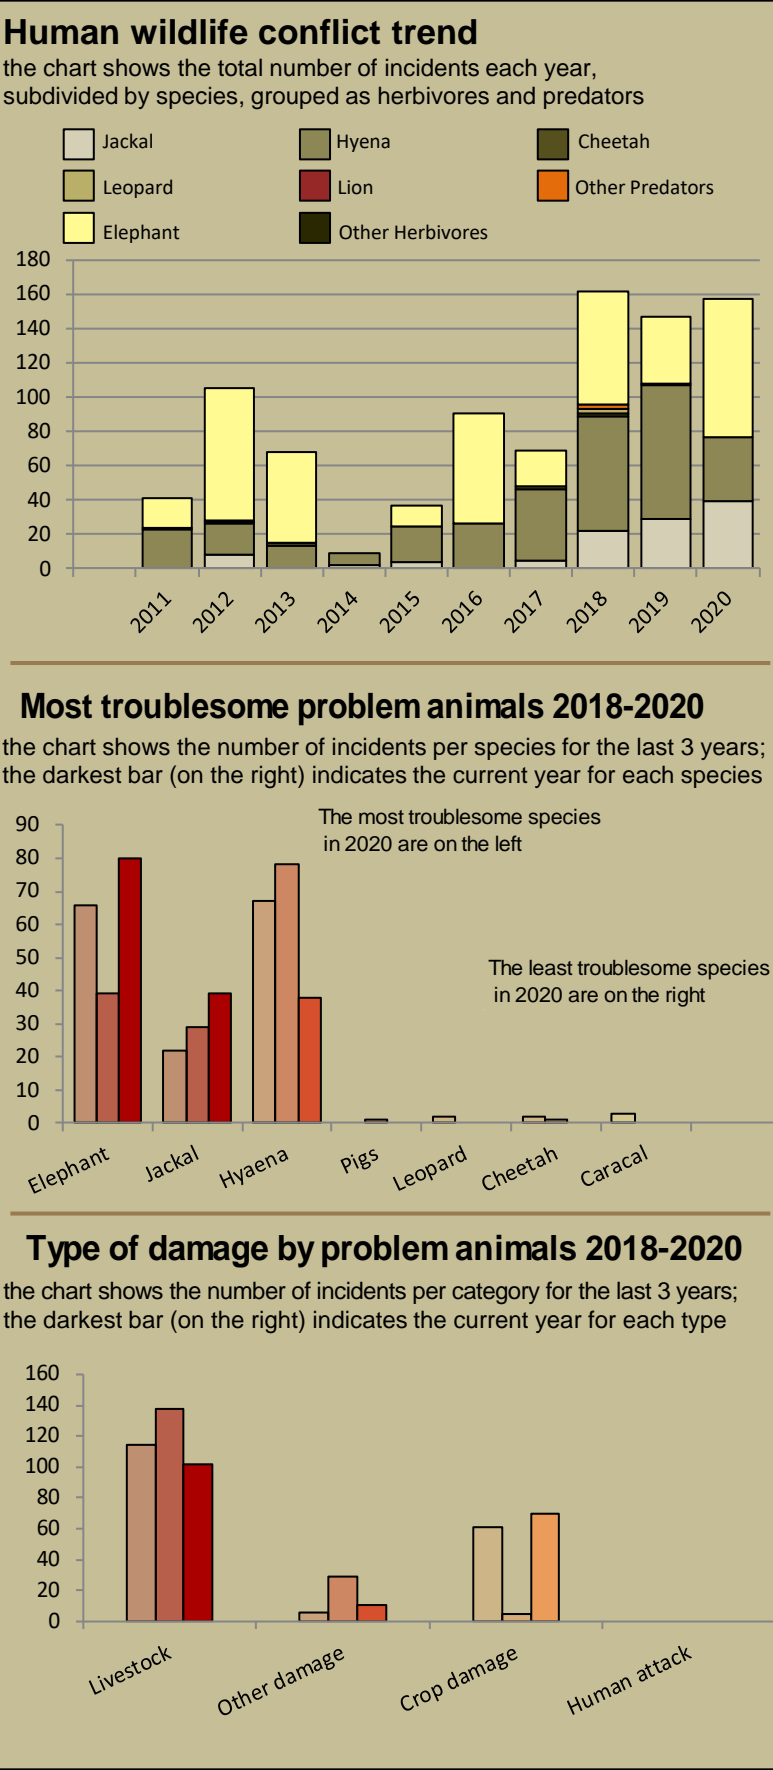 Human wildlife conflict trend
the chart shows the total number of incidents each year,
subdivided by species, grouped as herbivores and predators
Jackal Hyena Cheetah
Leopard Lion Other Predators
Elephant Other Herbivores
180
160
140
120
100
80
60
40
20
0
2011 2012 2013 2014 2015 2016 2017 2018 2019 2020
Most troublesome problem animals 2018-2020
the chart shows the number of incidents per species for the last 3 years;
the darkest bar (on the right) indicates the current year for each species
The most troublesome species
in 2020 are on the left
The least troublesome species
in 2020 are on the right
90
80
70
60
50
40
30
20
10
0
Elephant Jackal Hyaena Pigs Leopard Cheetah Caracal
Type of damage by problem animals 2018-2020
the chart shows the number of incidents per category for the last 3 years;
the darkest bar (on the right) indicates the current year for each type
160
140
120
100
80
60
40
20
0
Livestock Other damage Crop damage Human attack